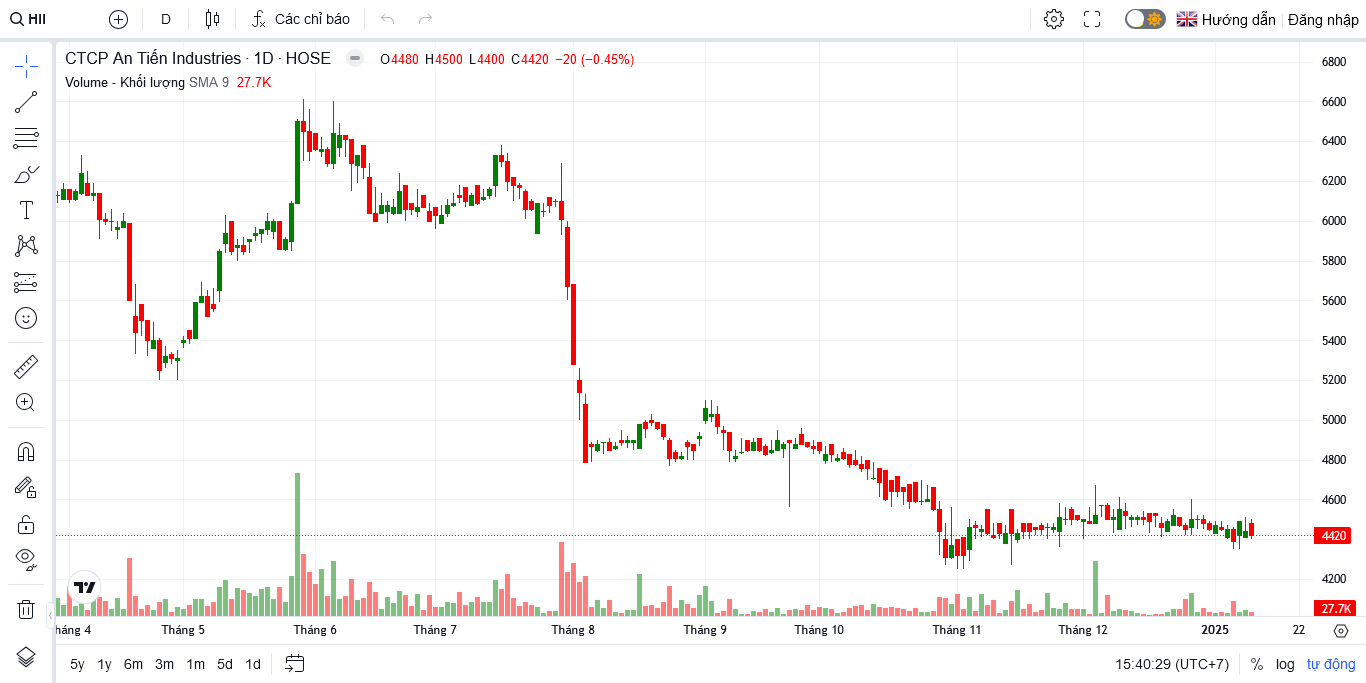 HII D Các chỉ báo Hướng dẫn Đăng nhập
CTCP An Tiến Industries · 1D · HOSE O4480 H4500 L4400 C4420 −20 (−0.45%)
Volume - Khối lượng SMA 9 27.7K
6800
6600
6400
6200
6000
5800
5600
5400
5200
5000
4800
4600
4420
4200
27.7K
háng 4 Tháng 5 Tháng 6 Tháng 7 Tháng 8 Tháng 9 Tháng 10 Tháng 11 Tháng 12 2025 22
5y 1y 6m 3m 1m 5d 1d 15:40:29 (UTC+7) % log tự động